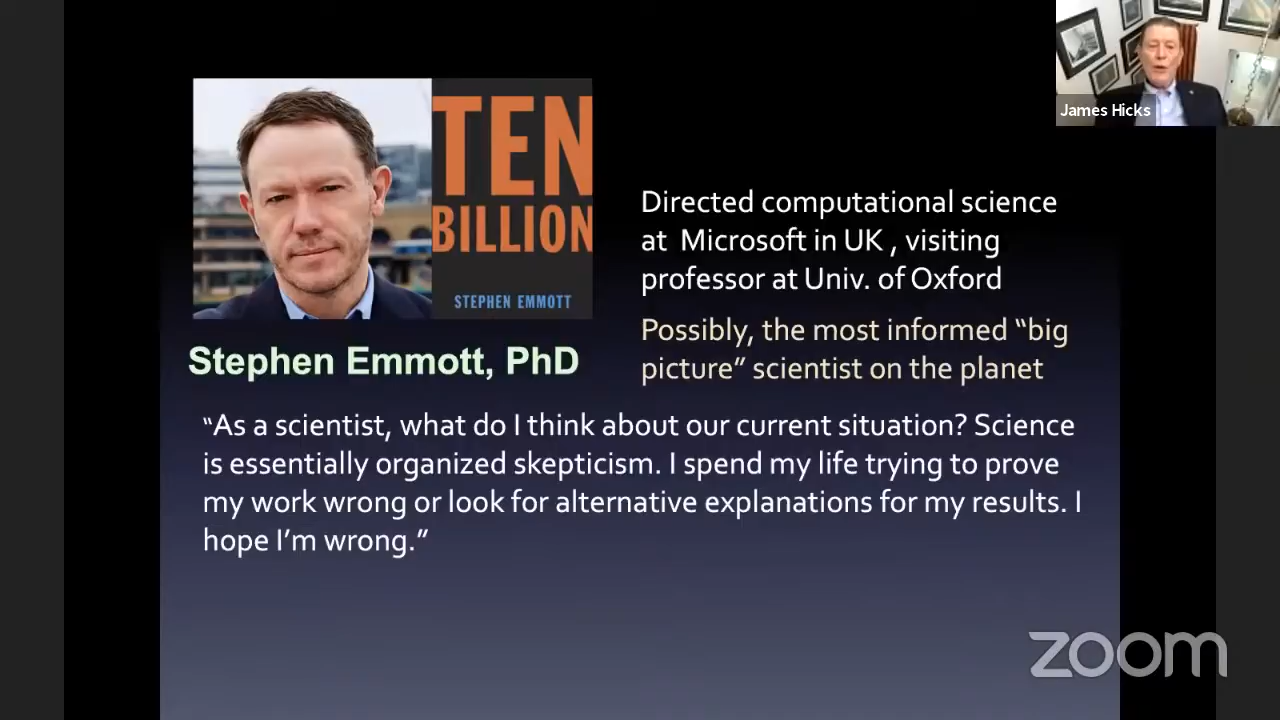 James Hicks
TEN
BILLION
STEPHEN EMMOTT
Stephen Emmott, PhD
Directed computational science
at Microsoft in UK , visiting
professor at Univ. of Oxford
Possibly, the most informed “big
picture” scientist on the planet
“As a scientist, what do I think about our current situation? Science
is essentially organized skepticism. I spend my life trying to prove
my work wrong or look for alternative explanations for my results. I
hope I’m wrong.”
zoom